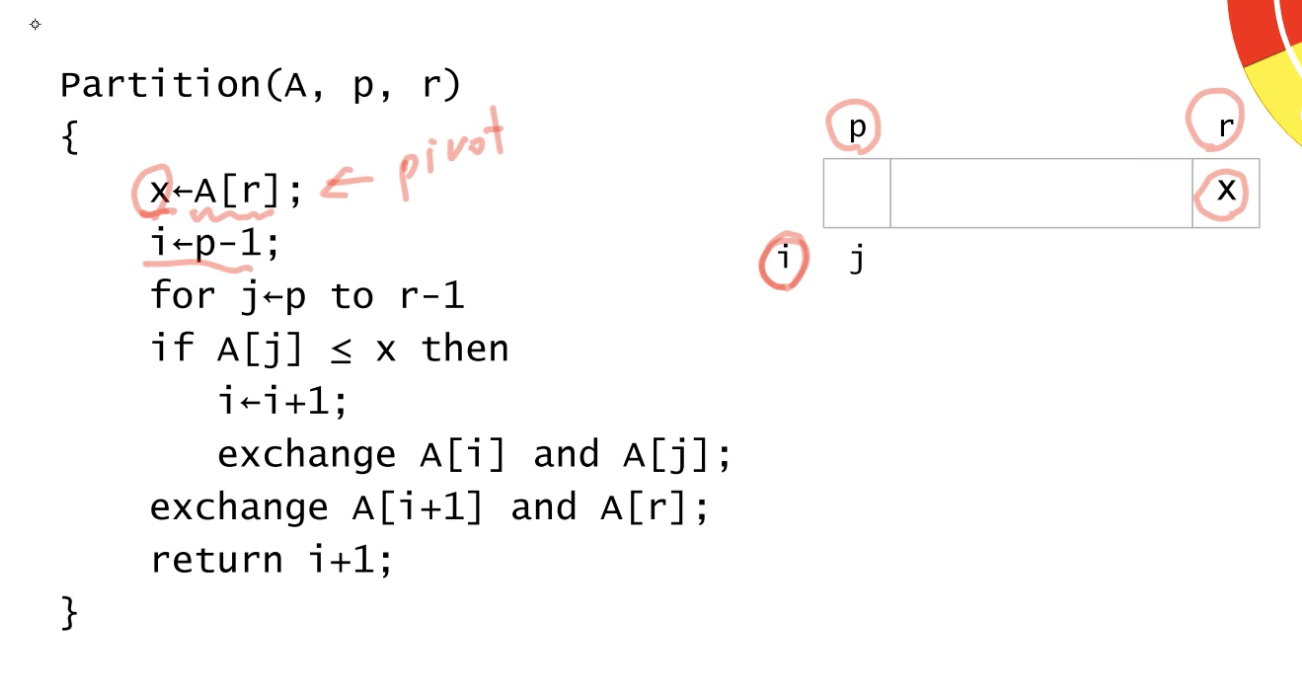 Partition(A, p, r)
{
x←A[r]; ← pivot
i←p-1;
for j←p to r-1
if A[j] ≤ x then
i←i+1;
exchange A[i] and A[j];
exchange A[i+1] and A[r];
return i+1;
}
p r
x
i j